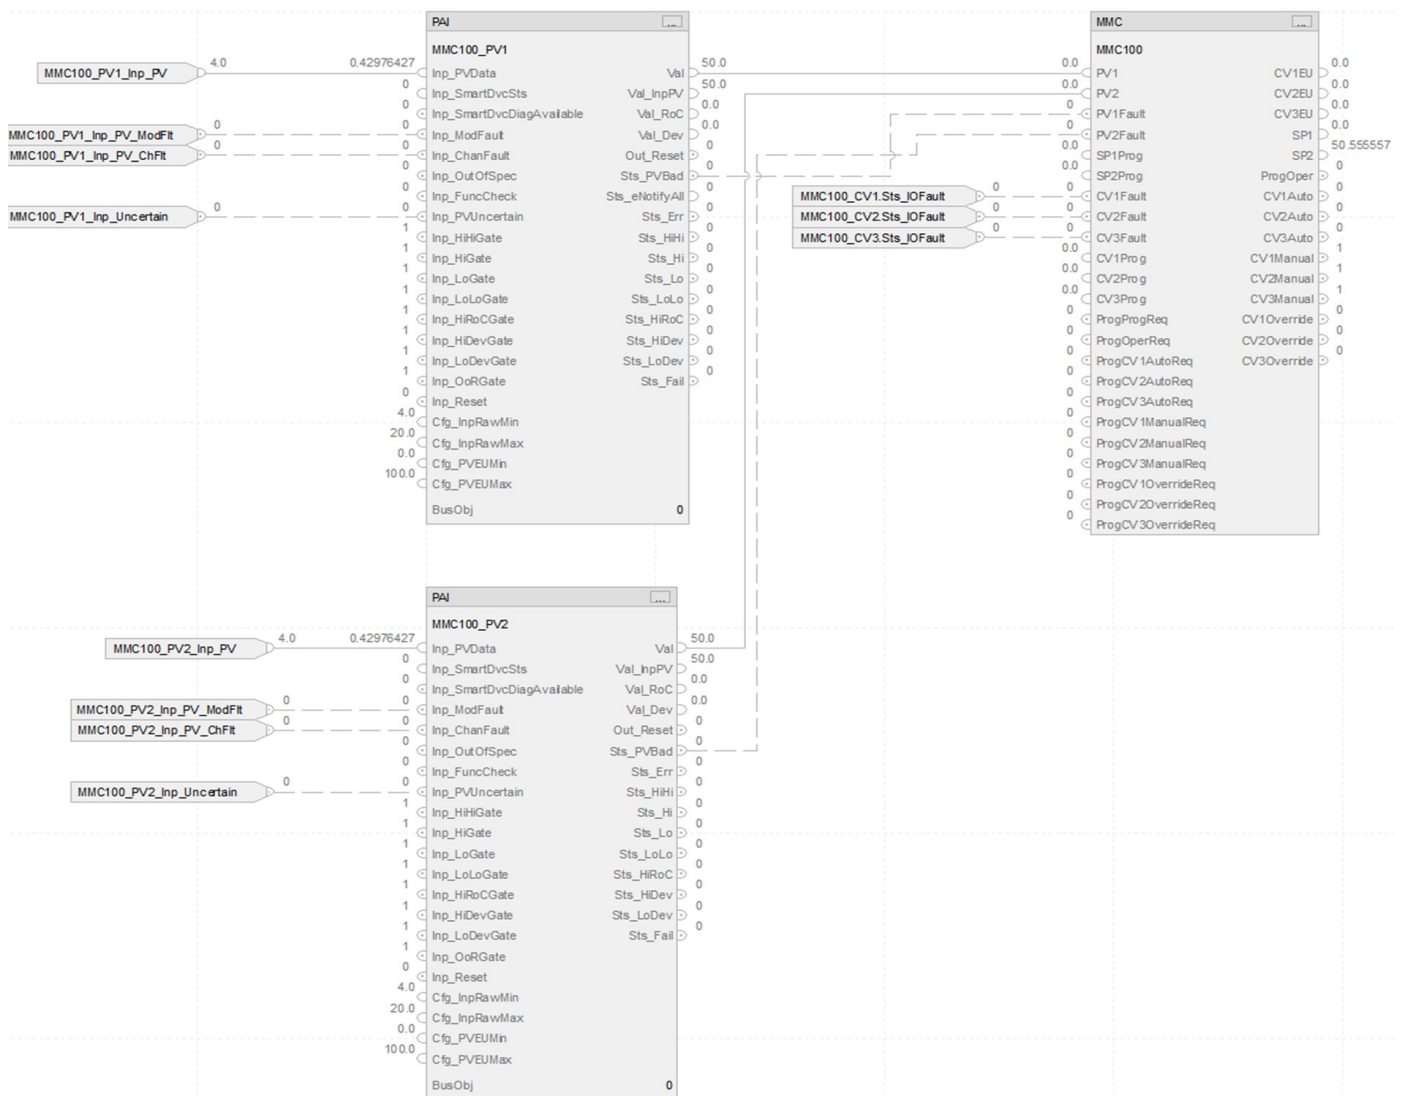 PAI ...
MMC100_PV1
MMC100_PV1_Inp_PV 4.0 0.42976427 Inp_PVData Val 50.0
0 Inp_SmartDvcSts Val_InpPV 50.0
0 Inp_SmartDvcDiagAvailable Val_RoC 0.0
MMC100_PV1_Inp_PV_ModFlt 0 0 Inp_ModFault Val_Dev 0.0
MMC100_PV1_Inp_PV_ChFlt 0 0 Inp_ChanFault Out_Reset 0
0 Inp_OutOfSpec Sts_PVBad 0
0 Inp_FuncCheck Sts_eNotifyAll 0
MMC100_PV1_Inp_Uncertain 0 0 Inp_PVUncertain Sts_Err 0
1 Inp_HiHiGate Sts_HiHi 0
1 Inp_HiGate Sts_Hi 0
1 Inp_LoGate Sts_Lo 0
1 Inp_LoLoGate Sts_LoLo 0
1 Inp_HiRoCGate Sts_HiRoC 0
1 Inp_HiDevGate Sts_HiDev 0
1 Inp_LoDevGate Sts_LoDev 0
1 Inp_OoRGate Sts_Fail 0
0 Inp_Reset
4.0 Cfg_InpRawMin
20.0 Cfg_InpRawMax
0.0 Cfg_PVEUMin
100.0 Cfg_PVEUMax
BusObj 0
MMC ...
MMC100
0.0 PV1 CV1EU 0.0
0.0 PV2 CV2EU 0.0
0 PV1Fault CV3EU 0.0
0 PV2Fault SP1 0.0
0.0 SP1Prog SP2 50.555557
0.0 SP2Prog ProgOper 0
MMC100_CV1.Sts_IOFault 0 0 CV1Fault CV1Auto 0
MMC100_CV2.Sts_IOFault 0 0 CV2Fault CV2Auto 0
MMC100_CV3.Sts_IOFault 0 0 CV3Fault CV3Auto 0
0.0 CV1Prog CV1Manual 1
0.0 CV2Prog CV2Manual 1
0.0 CV3Prog CV3Manual 1
0 ProgProgReq CV1Override 0
0 ProgOperReq CV2Override 0
0 ProgCV1AutoReq CV3Override 0
0 ProgCV2AutoReq
0 ProgCV3AutoReq
0 ProgCV1ManualReq
0 ProgCV2ManualReq
0 ProgCV3ManualReq
0 ProgCV1OverrideReq
0 ProgCV2OverrideReq
0 ProgCV3OverrideReq
PAI ...
MMC100_PV2
MMC100_PV2_Inp_PV 4.0 0.42976427 Inp_PVData Val 50.0
0 Inp_SmartDvcSts Val_InpPV 50.0
0 Inp_SmartDvcDiagAvailable Val_RoC 0.0
MMC100_PV2_Inp_PV_ModFlt 0 0 Inp_ModFault Val_Dev 0.0
MMC100_PV2_Inp_PV_ChFlt 0 0 Inp_ChanFault Out_Reset 0
0 Inp_OutOfSpec Sts_PVBad 0
0 Inp_FuncCheck Sts_Err 0
MMC100_PV2_Inp_Uncertain 0 0 Inp_PVUncertain Sts_HiHi 0
1 Inp_HiHiGate Sts_Hi 0
1 Inp_HiGate Sts_Lo 0
1 Inp_LoGate Sts_LoLo 0
1 Inp_LoLoGate Sts_HiRoC 0
1 Inp_HiRoCGate Sts_HiDev 0
1 Inp_HiDevGate Sts_LoDev 0
1 Inp_LoDevGate Sts_Fail 0
1 Inp_OoRGate
0 Inp_Reset
4.0 Cfg_InpRawMin
20.0 Cfg_InpRawMax
0.0 Cfg_PVEUMin
100.0 Cfg_PVEUMax
BusObj 0